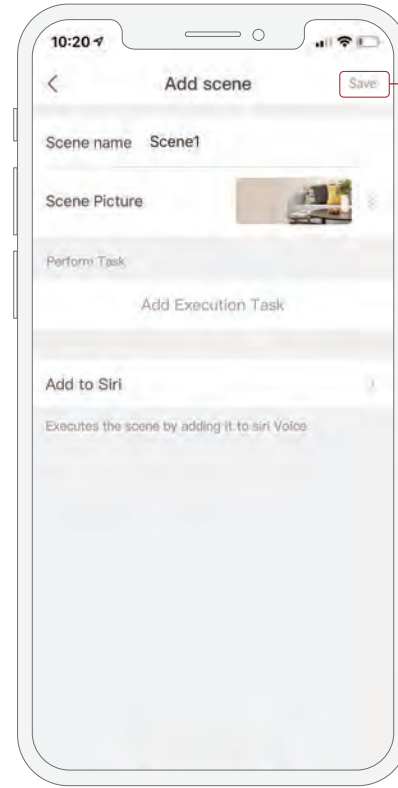 10:20
Add scene Save
Scene name Scene1
Scene Picture
Perform Task
Add Execution Task
Add to Siri
Executes the scene by adding it to siri Voice